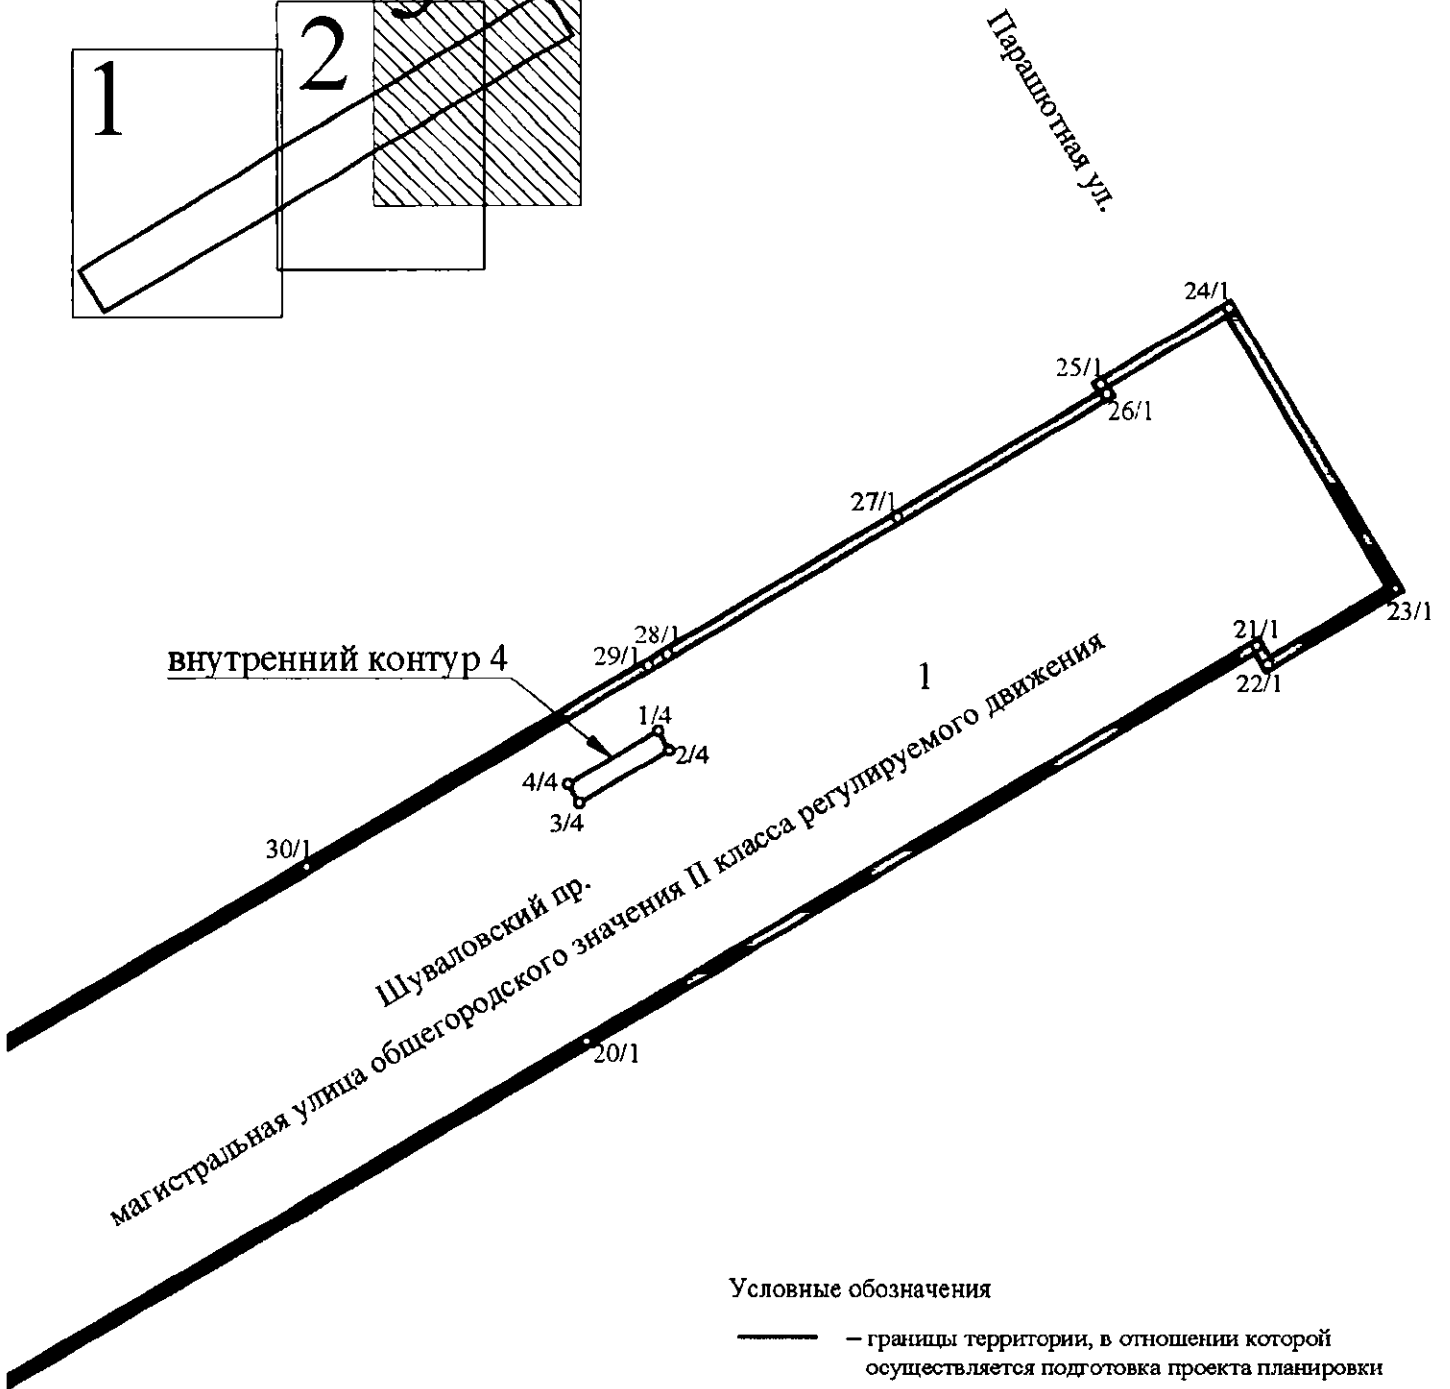 1
2
Парашютная ул.
24/1
25/1
26/1
27/1
23/1
28/1
29/1
21/1
22/1
внутренний контур 4
1
1/4
2/4
4/4
3/4
30/1
Шуваловский пр.
магистральная улица общегородского значения II класса регулируемого движения
20/1
Условные обозначения
– границы территории, в отношении которой
осуществляется подготовка проекта планировки